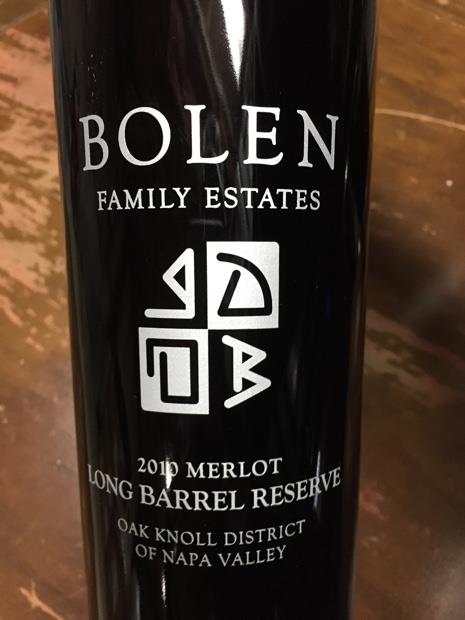 BOLEN
FAMILY ESTATES
2010 MERLOT
LONG BARREL RESERVE
OAK KNOLL DISTRICT
OF NAPA VALLEY